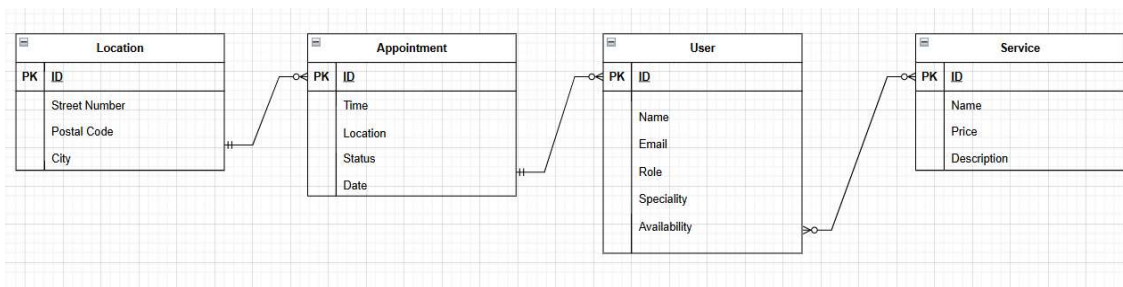 Location
PK ID
Street Number
Postal Code
City
Appointment
PK ID
Time
Location
Status
Date
User
PK ID
Name
Email
Role
Speciality
Availability
Service
PK ID
Name
Price
Description